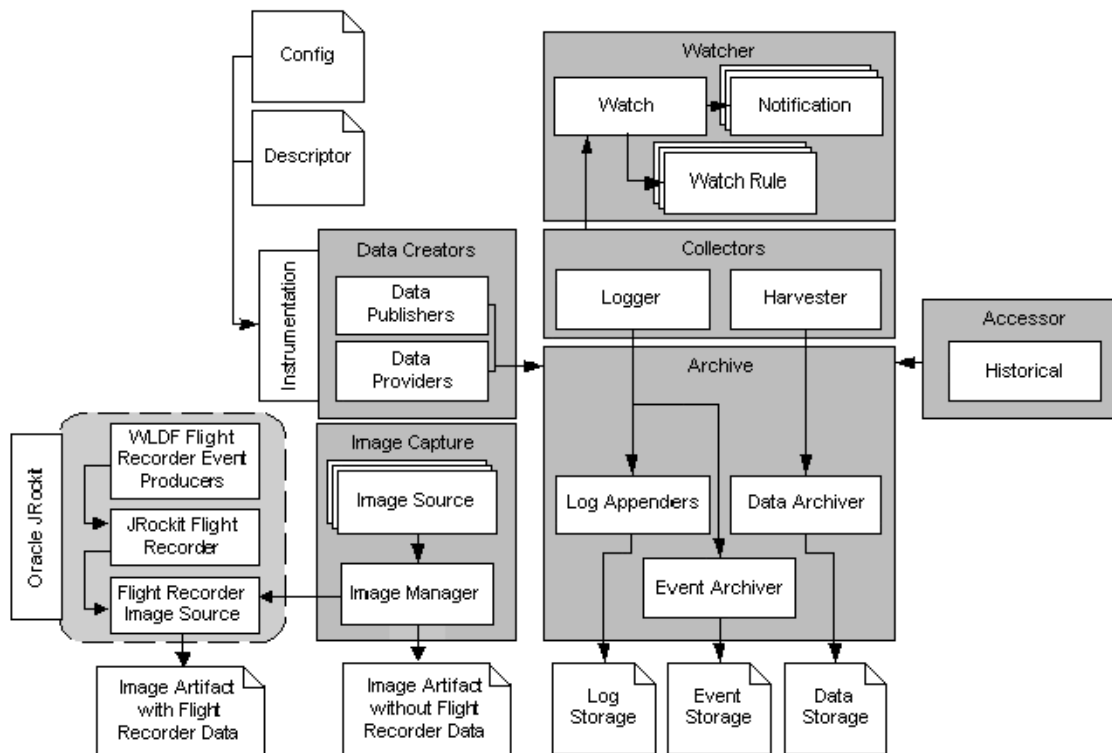 Config
Descriptor
Watcher
Watch
Notification
Watch Rule
Instrumentation
Data Creators
Data
Publishers
Data
Providers
Collectors
Logger
Harvester
Accessor
Historical
Archive
Log Appenders
Data Archiver
Event Archiver
Oracle JRockit
WLDF Flight
Recorder Event
Producers
JRockit Flight
Recorder
Flight Recorder
Image Source
Image Capture
Image Source
Image Manager
Image Artifact
with Flight
Recorder Data
Image Artifact
without Flight
Recorder Data
Log
Storage
Event
Storage
Data
Storage